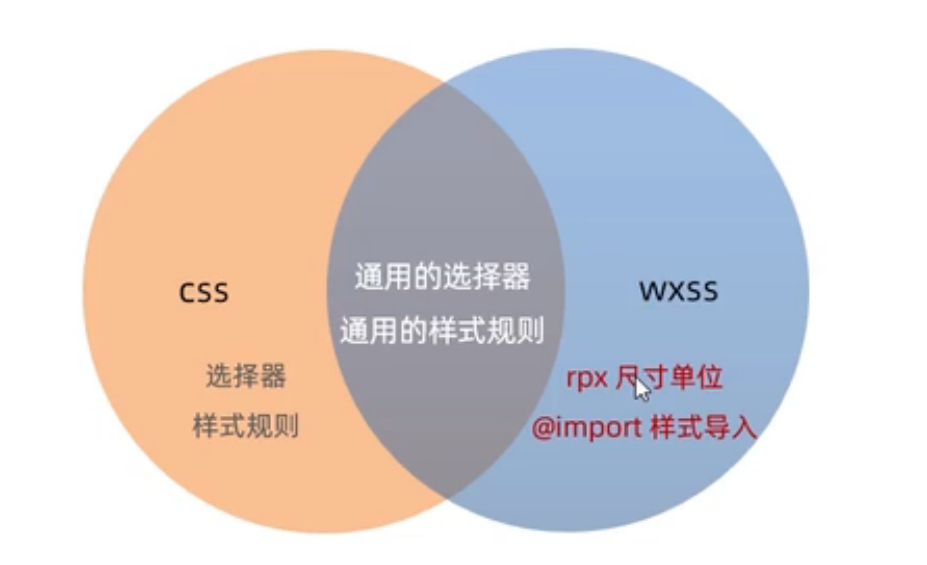 css
选择器
样式规则
通用的选择器
通用的样式规则
wxss
rpx 尺寸单位
@import 样式导入